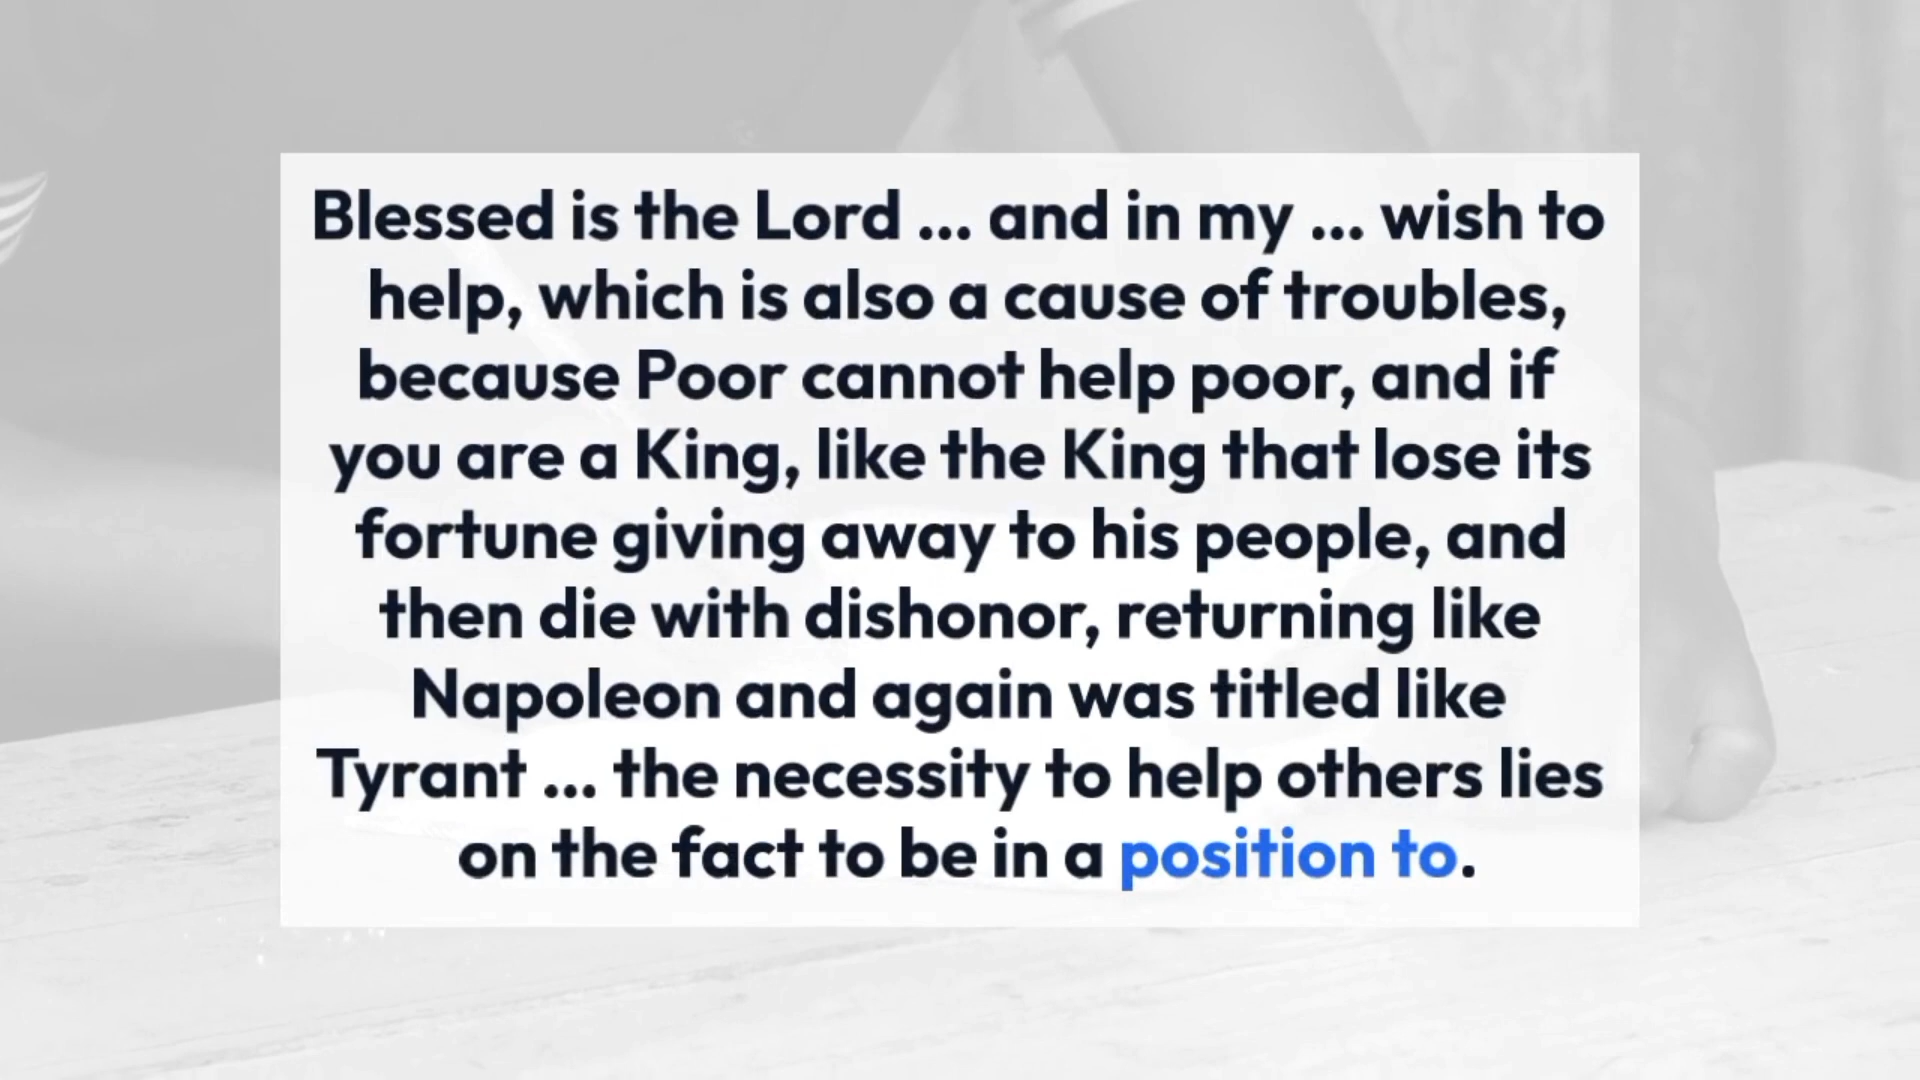 Blessed is the Lord ... and in my ... wish to
help, which is also a cause of troubles,
because Poor cannot help poor, and if
you are a King, like the King that lose its
fortune giving away to his people, and
then die with dishonor, returning like
Napoleon and again was titled like
Tyrant ... the necessity to help others lies
on the fact to be in a position to.